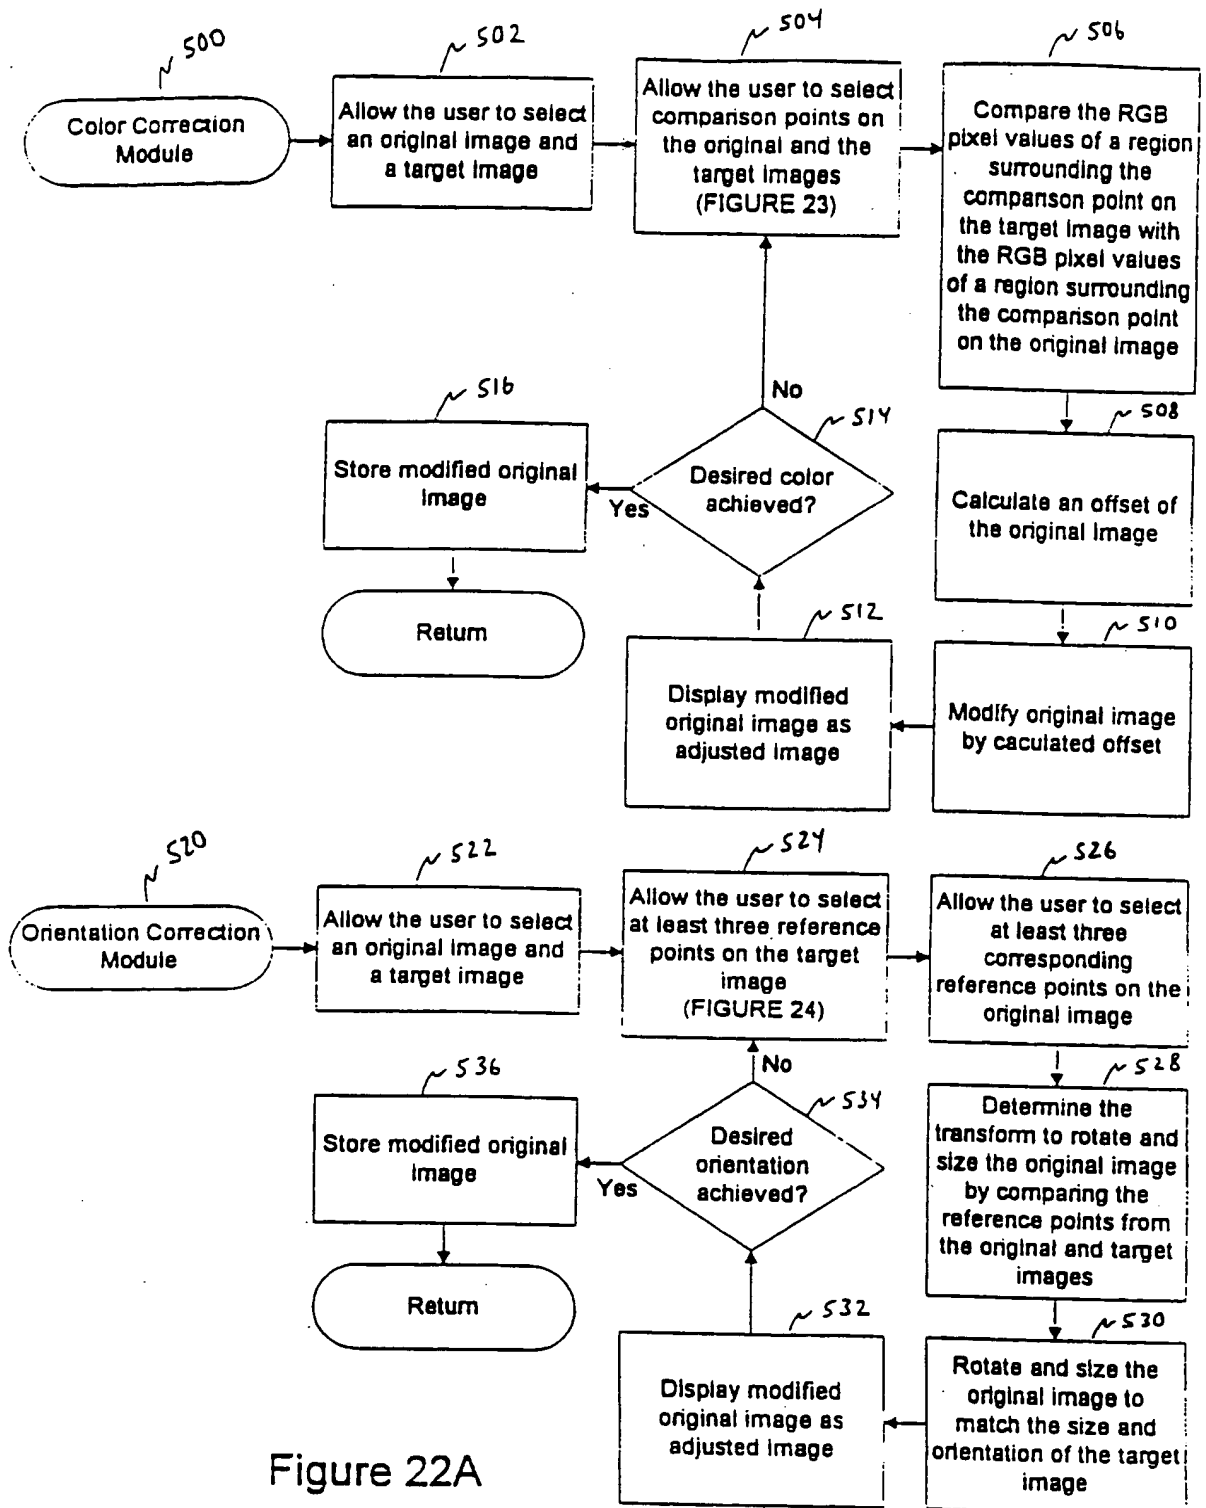 500
Color Correction
Module
502
Allow the user to select
an original image and
a target image
504
Allow the user to select
comparison points on
the original and the
target images
(FIGURE 23)
506
Compare the RGB
pixel values of a region
surrounding the
comparison point on
the target image with
the RGB pixel values
of a region surrounding
the comparison point
on the original image
508
Calculate an offset of
the original image
510
Modify original image
by caculated offset
512
Display modified
original image as
adjusted image
514
Desired color
achieved?
No
Yes
516
Store modified original
image
Return
520
Orientation Correction
Module
522
Allow the user to select
an original image and
a target image
524
Allow the user to select
at least three reference
points on the target
image
(FIGURE 24)
526
Allow the user to select
at least three
corresponding
reference points on the
original image
528
Determine the
transform to rotate and
size the original image
by comparing the
reference points from
the original and target
images
530
Rotate and size the
original image to
match the size and
orientation of the target
image
532
Display modified
original image as
adjusted image
534
Desired
orientation
achieved?
No
Yes
536
Store modified original
image
Return
Figure 22A